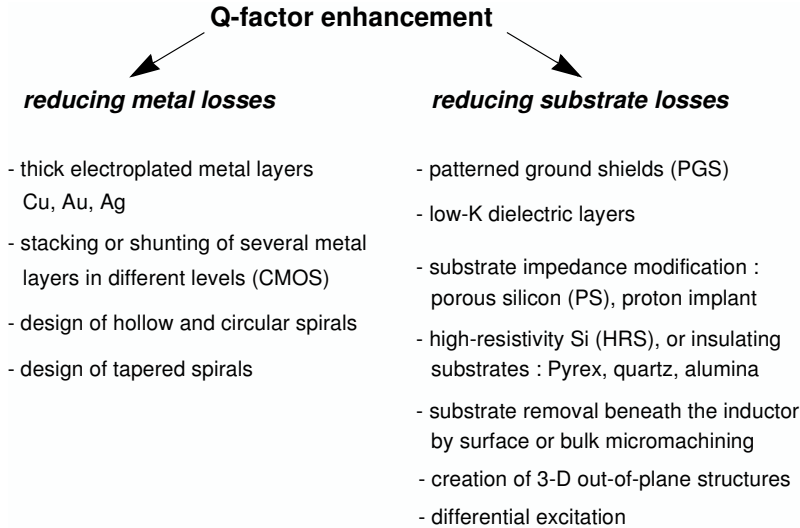 Q-factor enhancement
reducing metal losses
- thick electroplated metal layers
Cu, Au, Ag
- stacking or shunting of several metal
layers in different levels (CMOS)
- design of hollow and circular spirals
- design of tapered spirals
reducing substrate losses
- patterned ground shields (PGS)
- low-K dielectric layers
- substrate impedance modification :
porous silicon (PS), proton implant
- high-resistivity Si (HRS), or insulating
substrates : Pyrex, quartz, alumina
- substrate removal beneath the inductor
by surface or bulk micromachining
- creation of 3-D out-of-plane structures
- differential excitation